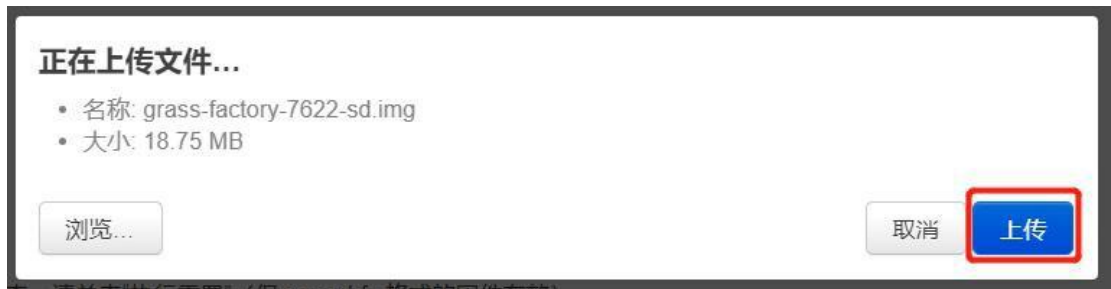 正在上传文件...
名称: grass-factory-7622-sd.img
大小: 18.75 MB
浏览...
取消
上传